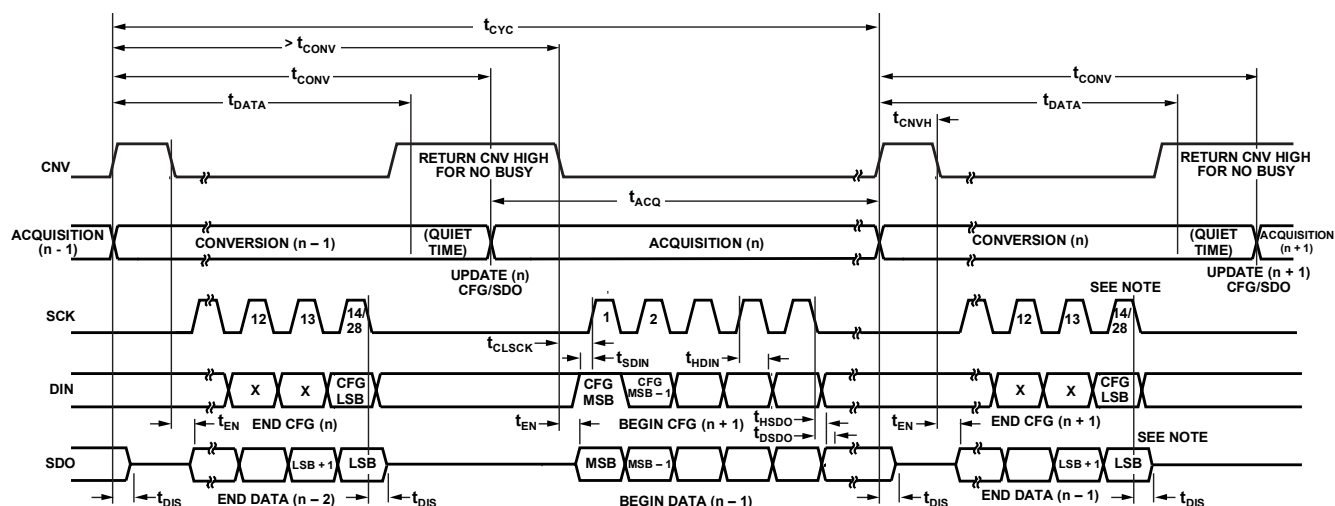 tCYC
> tCONV
tCONV
tCONV
tDATA
tDATA
tCNVH
CNV
RETURN CNV HIGH
FOR NO BUSY
RETURN CNV HIGH
FOR NO BUSY
tACQ
ACQUISITION
(n - 1)
CONVERSION (n – 1)
(QUIET
TIME)
ACQUISITION (n)
CONVERSION (n)
(QUIET
TIME)
ACQUISITION
(n + 1)
UPDATE (n)
CFG/SDO
UPDATE (n + 1)
CFG/SDO
SEE NOTE
SCK
12
13
14/
28
1
2
12
13
14/
28
tCLSCK
tSDIN
tHDIN
DIN
X
X
CFG
LSB
CFG
MSB
CFG
MSB – 1
X
X
CFG
LSB
tEN
END CFG (n)
tEN
BEGIN CFG (n + 1)
tHSDO
tDSDO
tEN
END CFG (n + 1)
SEE NOTE
SDO
LSB + 1
LSB
MSB
MSB – 1
LSB + 1
LSB
tDIS
END DATA (n – 2)
tDIS
BEGIN DATA (n – 1)
tDIS
END DATA (n – 1)
tDIS